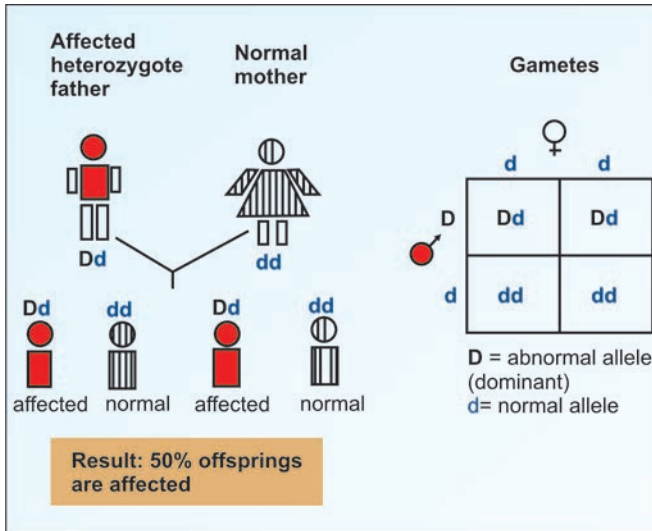 Affected
heterozygote
father
Normal
mother
Dd
dd
Dd
affected
dd
normal
Dd
affected
dd
normal
Result: 50% offsprings
are affected
Gametes
d d
D Dd Dd
d dd dd
D = abnormal allele
(dominant)
d= normal allele